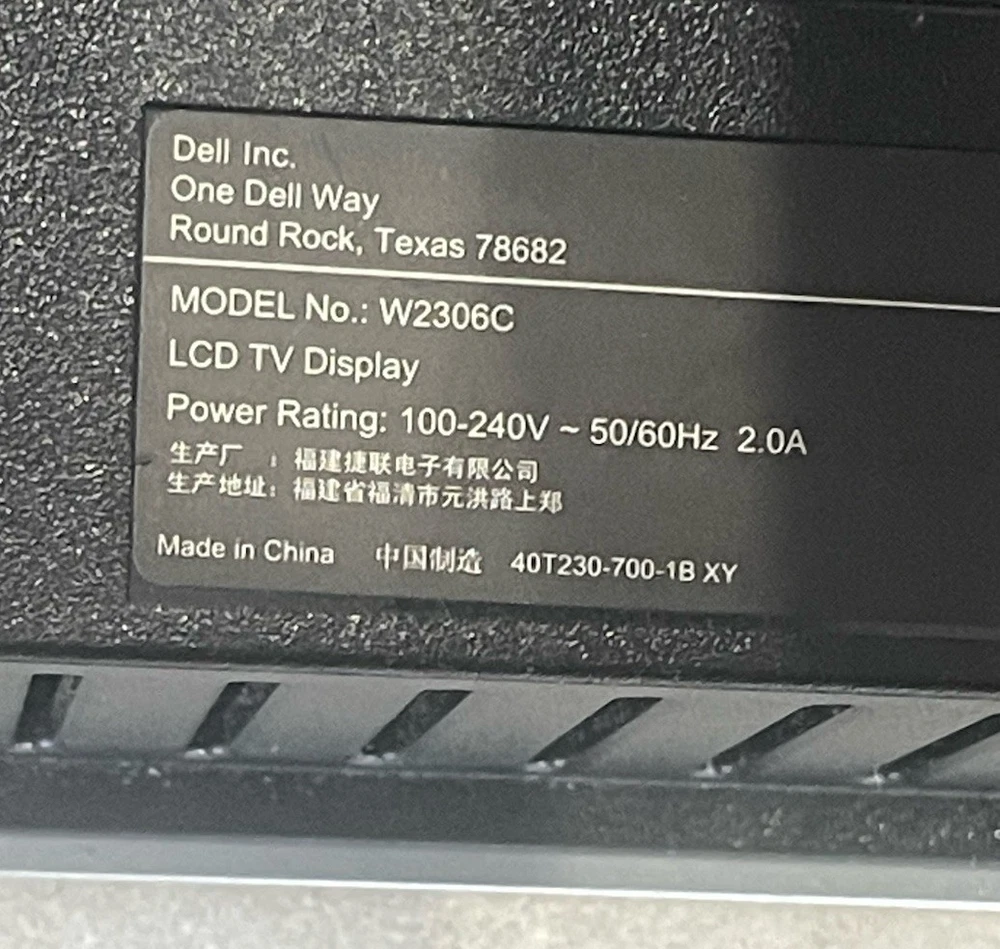 Dell Inc.
One Dell Way
Round Rock, Texas 78682
MODEL No.: W2306C
LCD TV Display
Power Rating: 100-240V ~ 50/60Hz 2.0A
生产厂 : 福建捷联电子有限公司
生产地址: 福建省福清市元洪路上郑
Made in China 中国制造 40T230-700-1B XY